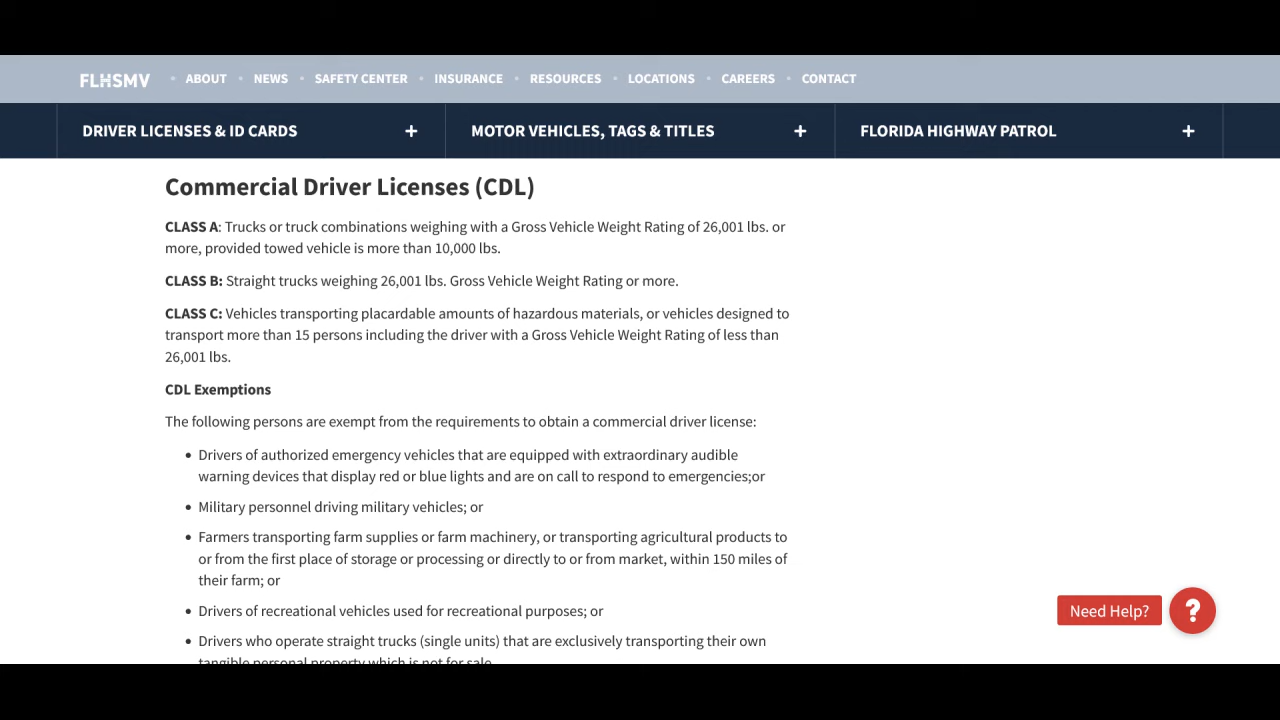 FLHSMV • ABOUT • NEWS • SAFETY CENTER • INSURANCE • RESOURCES • LOCATIONS • CAREERS • CONTACT
DRIVER LICENSES & ID CARDS + MOTOR VEHICLES, TAGS & TITLES + FLORIDA HIGHWAY PATROL +
Commercial Driver Licenses (CDL)
CLASS A: Trucks or truck combinations weighing with a Gross Vehicle Weight Rating of 26,001 lbs. or
more, provided towed vehicle is more than 10,000 lbs.
CLASS B: Straight trucks weighing 26,001 lbs. Gross Vehicle Weight Rating or more.
CLASS C: Vehicles transporting placardable amounts of hazardous materials, or vehicles designed to
transport more than 15 persons including the driver with a Gross Vehicle Weight Rating of less than
26,001 lbs.
CDL Exemptions
The following persons are exempt from the requirements to obtain a commercial driver license:
• Drivers of authorized emergency vehicles that are equipped with extraordinary audible
warning devices that display red or blue lights and are on call to respond to emergencies;or
• Military personnel driving military vehicles; or
• Farmers transporting farm supplies or farm machinery, or transporting agricultural products to
or from the first place of storage or processing or directly to or from market, within 150 miles of
their farm; or
• Drivers of recreational vehicles used for recreational purposes; or
• Drivers who operate straight trucks (single units) that are exclusively transporting their own
tangible personal property which is not for sale.
Need Help? ?